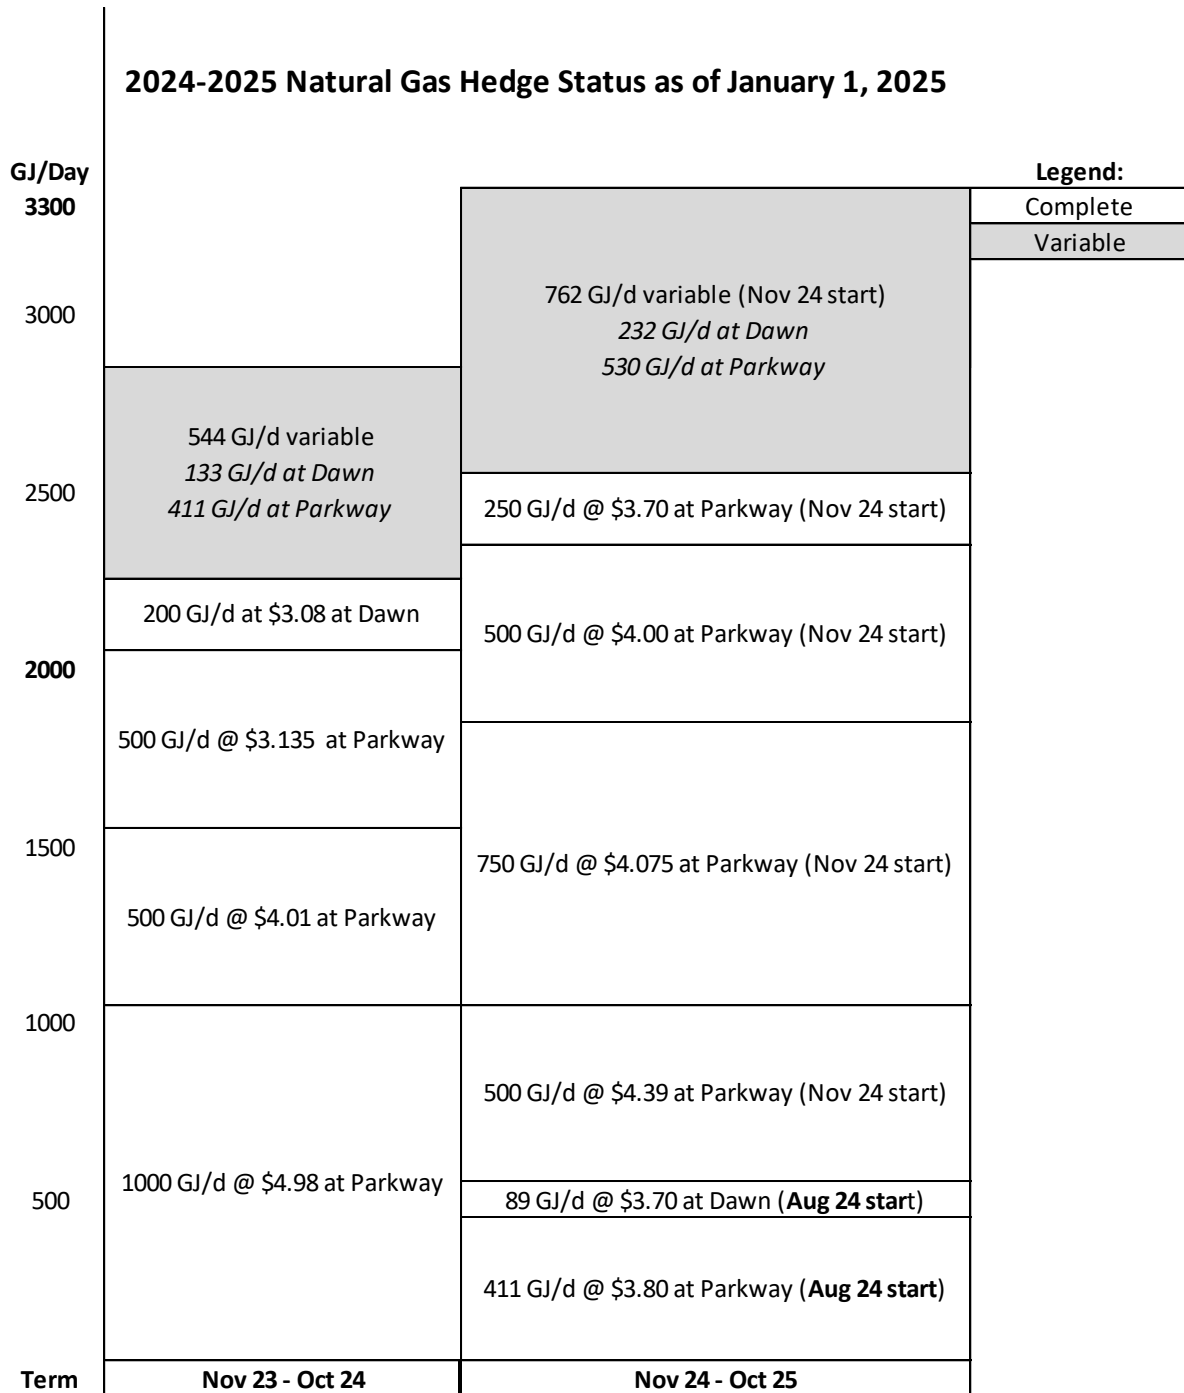 2024-2025 Natural Gas Hedge Status as of January 1, 2025
GJ/Day
Legend:
3300
Complete
Variable
762 GJ/d variable (Nov 24 start)
232 GJ/d at Dawn
530 GJ/d at Parkway
3000
544 GJ/d variable
133 GJ/d at Dawn
411 GJ/d at Parkway
2500
250 GJ/d @ $3.70 at Parkway (Nov 24 start)
200 GJ/d at $3.08 at Dawn
500 GJ/d @ $4.00 at Parkway (Nov 24 start)
2000
500 GJ/d @ $3.135 at Parkway
1500
750 GJ/d @ $4.075 at Parkway (Nov 24 start)
500 GJ/d @ $4.01 at Parkway
1000
500 GJ/d @ $4.39 at Parkway (Nov 24 start)
1000 GJ/d @ $4.98 at Parkway
500
89 GJ/d @ $3.70 at Dawn (Aug 24 start)
411 GJ/d @ $3.80 at Parkway (Aug 24 start)
Term
Nov 23 - Oct 24
Nov 24 - Oct 25